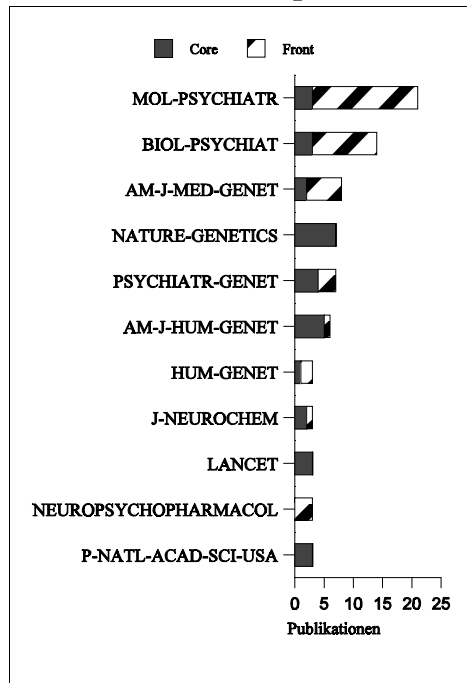 Core Front
MOL-PSYCHIATR
BIOL-PSYCHIAT
AM-J-MED-GENET
NATURE-GENETICS
PSYCHIATR-GENET
AM-J-HUM-GENET
HUM-GENET
J-NEUROCHEM
LANCET
NEUROPSYCHOPHARMACOL
P-NATL-ACAD-SCI-USA
0 5 10 15 20 25
Publikationen